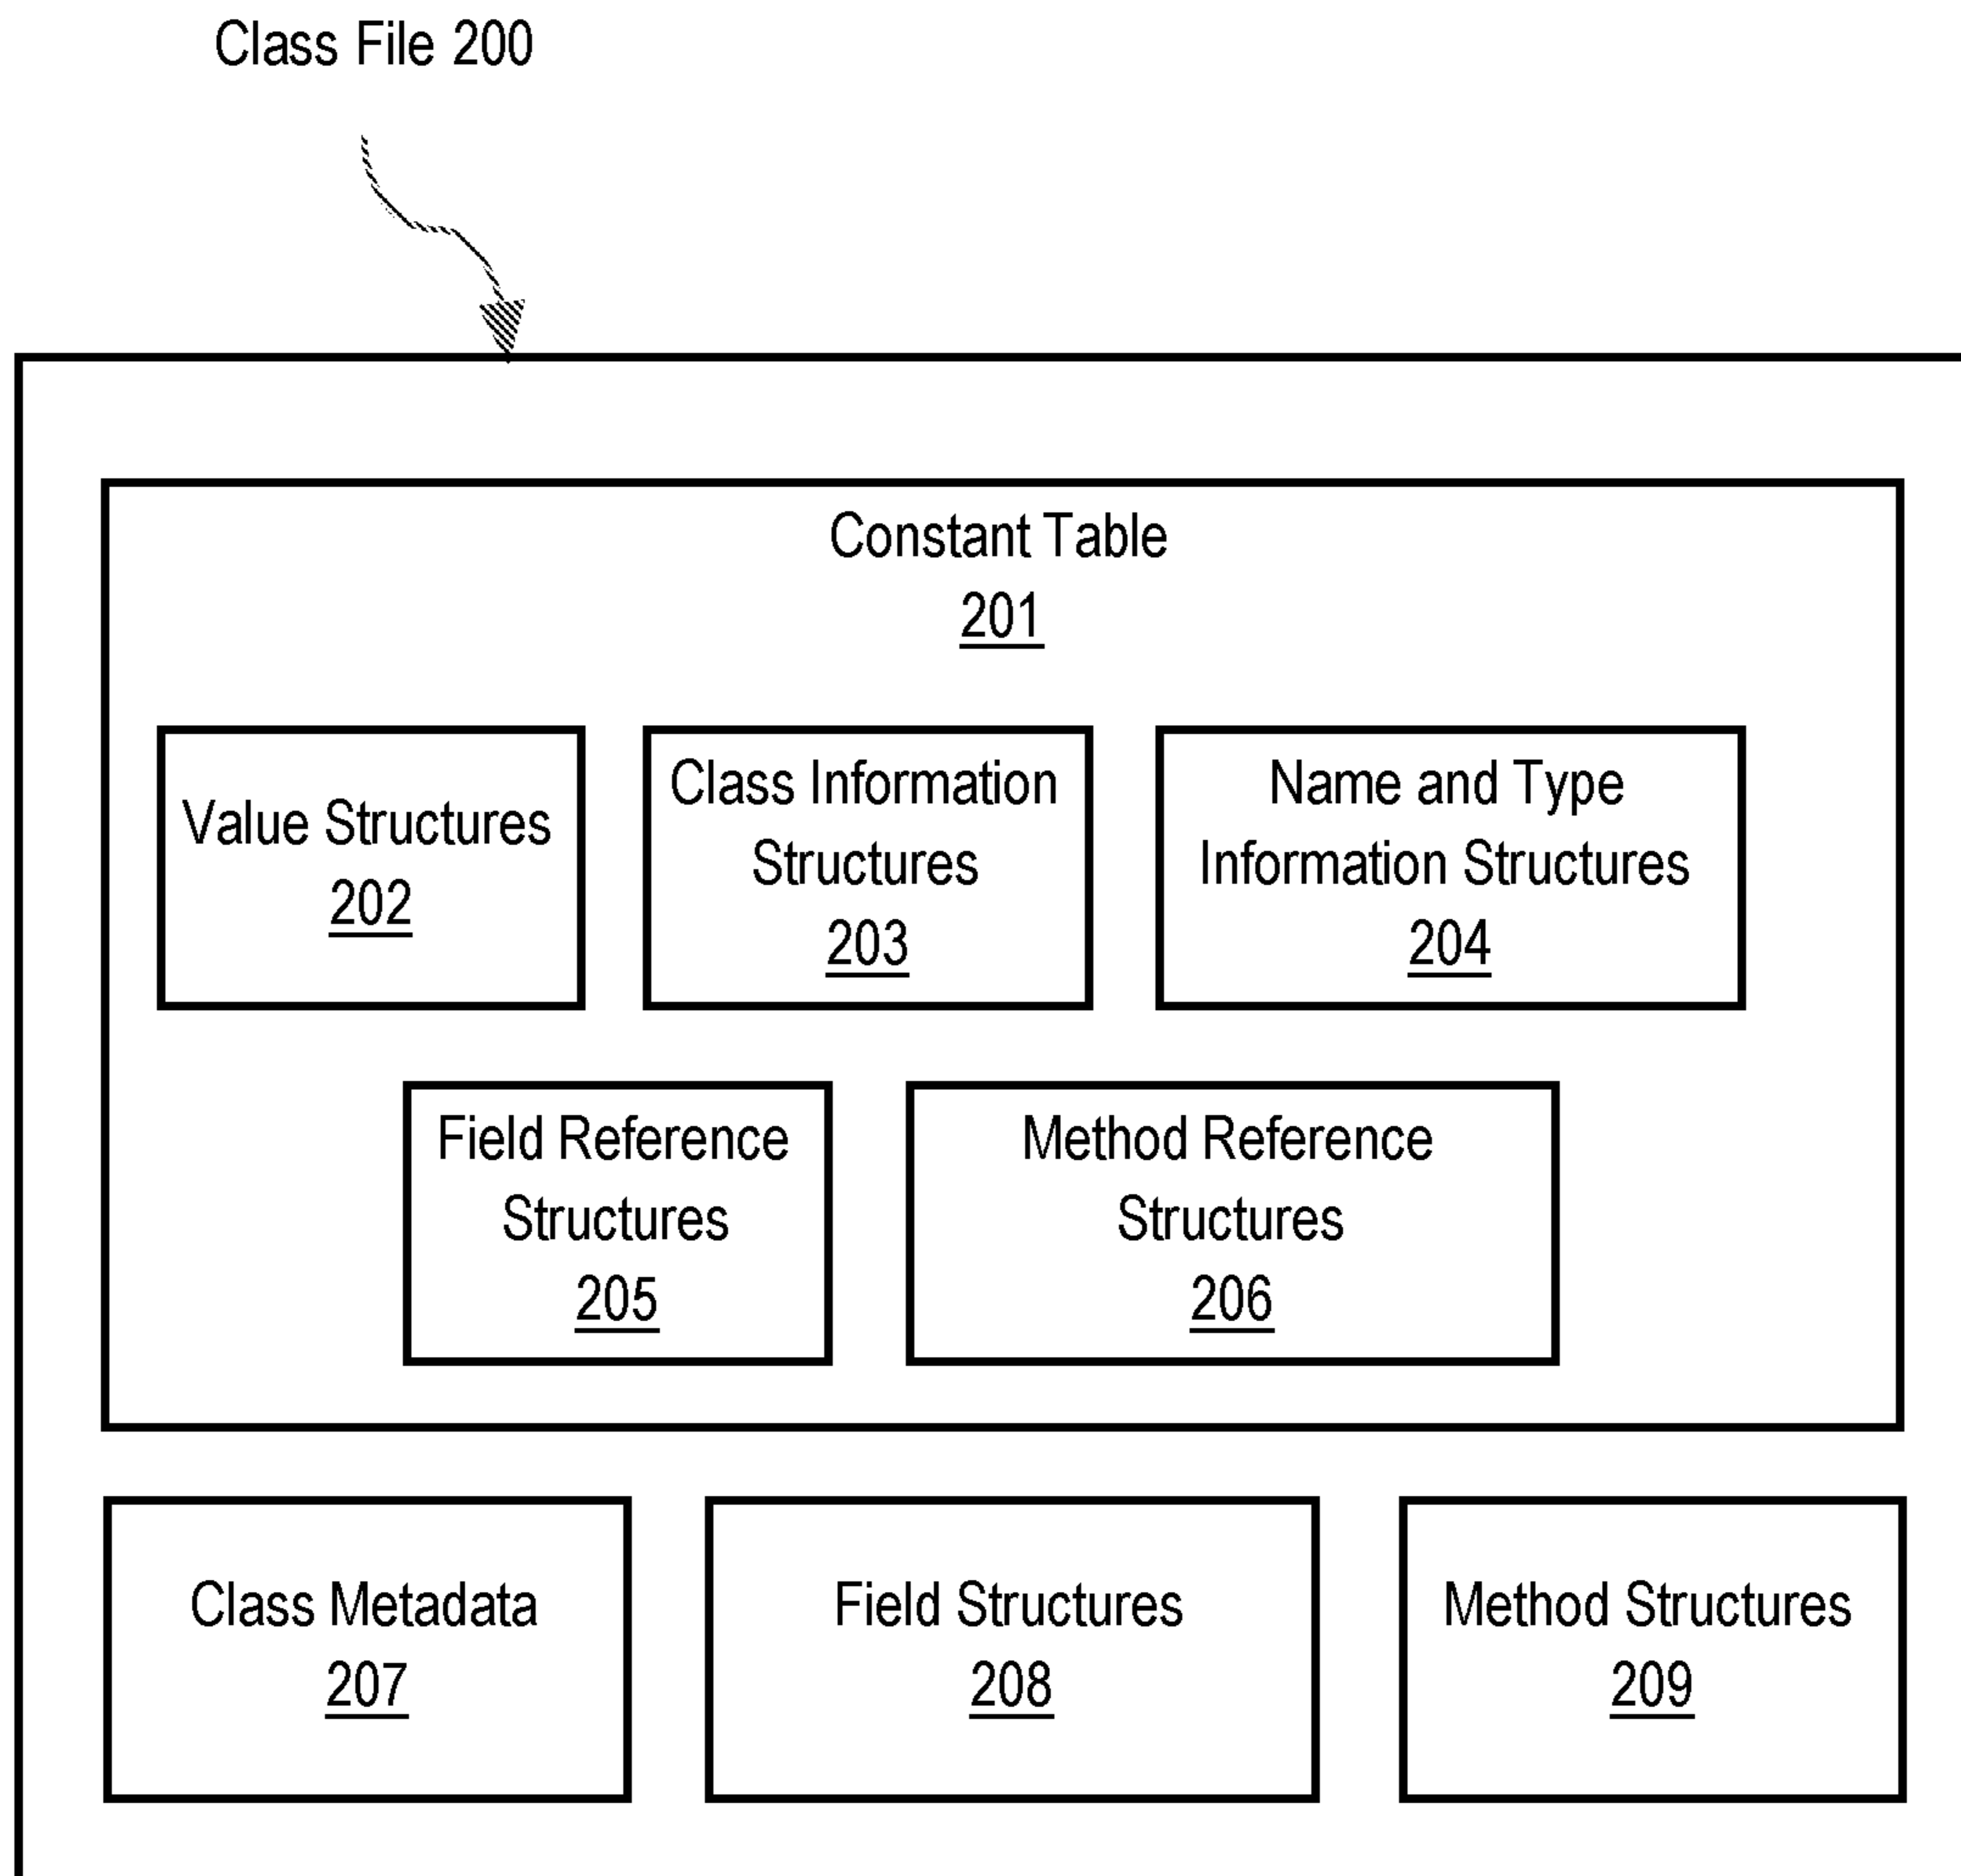 Class File 200
Constant Table
201
Value Structures
202
Class Information
Structures
203
Name and Type
Information Structures
204
Field Reference
Structures
205
Method Reference
Structures
206
Class Metadata
207
Field Structures
208
Method Structures
209